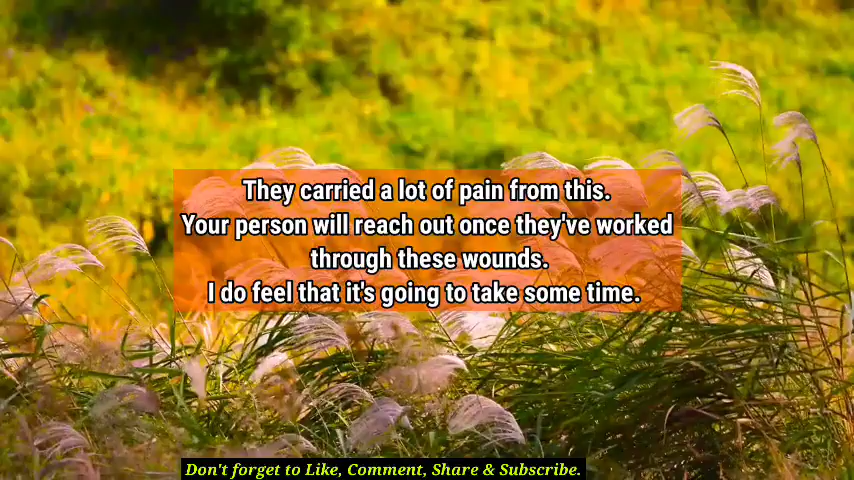 They carried a lot of pain from this.
Your person will reach out once they've worked
through these wounds.
I do feel that it's going to take some time.
Don't forget to Like, Comment, Share & Subscribe.